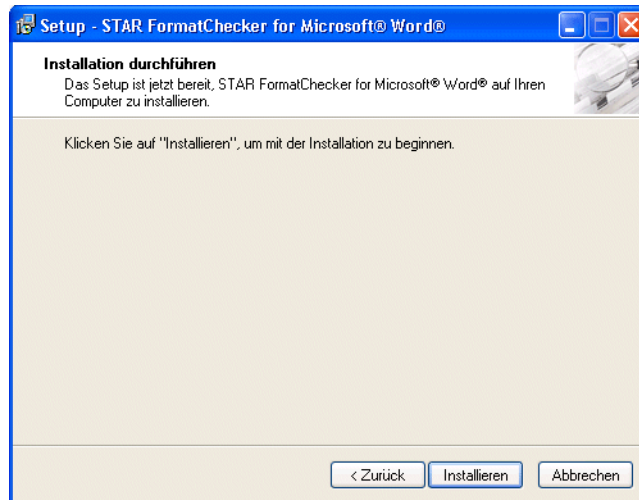 Setup - STAR FormatChecker for Microsoft® Word®
Installation durchführen
Das Setup ist jetzt bereit, STAR FormatChecker for Microsoft® Word® auf Ihren
Computer zu installieren.
Klicken Sie auf "Installieren", um mit der Installation zu beginnen.
< Zurück Installieren Abbrechen